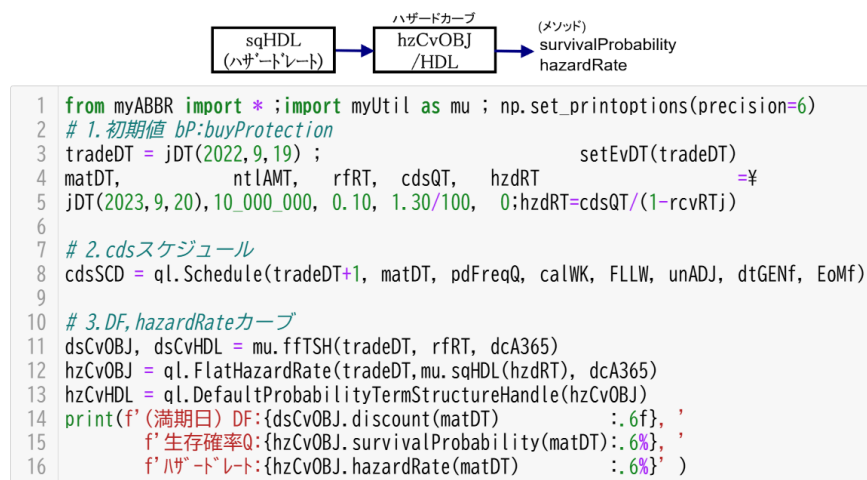 ハザードカーブ
sqHDL
(ハザードレート)
hzCvOBJ
/HDL
(メソッド)
survivalProbability
hazardRate
1 from myABBR import * ;import myUtil as mu ; np.set_printoptions(precision=6)
2 # 1.初期値 bP:buyProtection
3 tradeDT = jDT(2022,9,19) ; setEvDT(tradeDT)
4 matDT, ntlAMT, rfRT, cdsQT, hzdRT =¥
5 jDT(2023,9,20),10_000_000, 0.10, 1.30/100, 0;hzdRT=cdsQT/(1-rcvRTj)
6
7 # 2.cdsスケジュール
8 cdsSCD = ql.Schedule(tradeDT+1, matDT, pdFreqQ, calWK, FLLW, unADJ, dtGENf, EoMf)
9
10 # 3.DF,hazardRateカーブ
11 dsCvOBJ, dsCvHDL = mu.ffTSH(tradeDT, rfRT, dcA365)
12 hzCvOBJ = ql.FlatHazardRate(tradeDT,mu.sqHDL(hzdRT), dcA365)
13 hzCvHDL = ql.DefaultProbabilityTermStructureHandle(hzCvOBJ)
14 print(f'(満期日) DF:{dsCvOBJ.discount(matDT) :.6f}, '
15 f'生存確率Q:{hzCvOBJ.survivalProbability(matDT):.6%}, '
16 f'ﾊｻﾞｰﾄﾞﾚｰﾄ:{hzCvOBJ.hazardRate(matDT) :.6%}' )